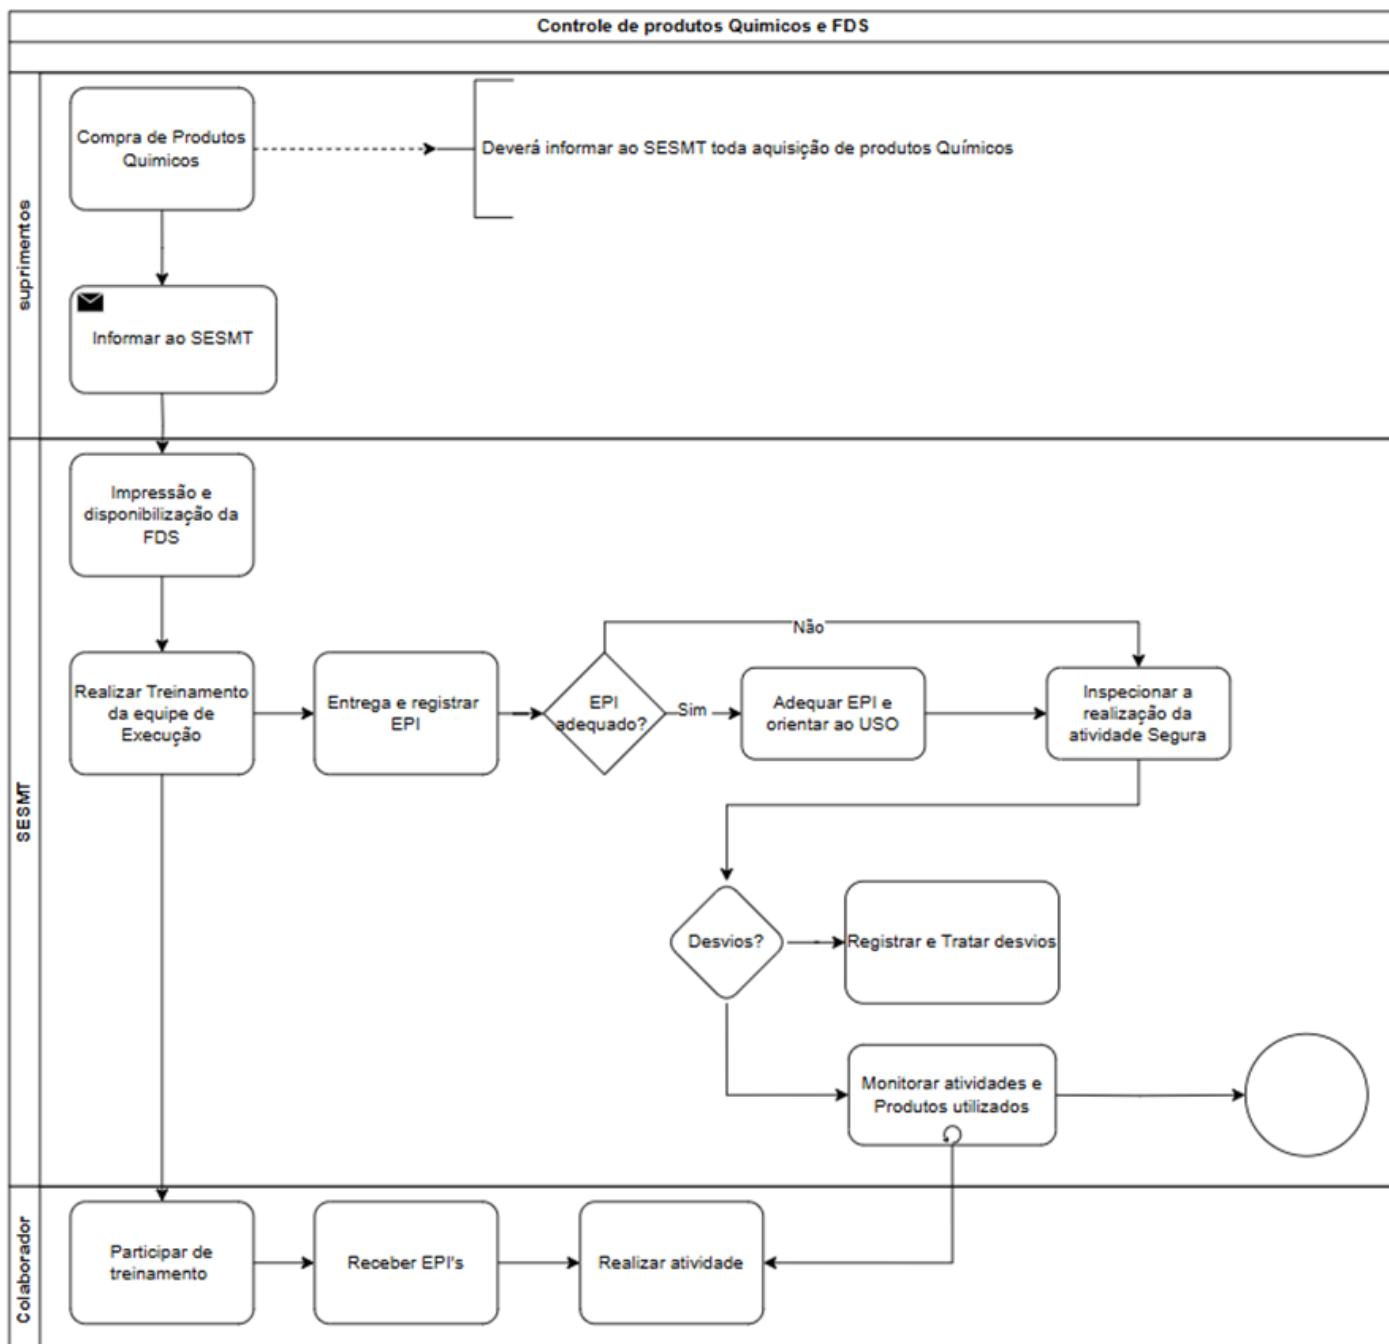 Controle de produtos Quimicos e FDS
suprimentos
Compra de Produtos
Quimicos
Deverá informar ao SESMT toda aquisição de produtos Químicos
Informar ao SESMT
SESMT
Impressão e
disponibilização da
FDS
Realizar Treinamento
da equipe de
Execução
Entrega e registrar
EPI
EPI
adequado?
Não
Sim
Adequar EPI e
orientar ao USO
Inspecionar a
realização da
atividade Segura
Desvios?
Registrar e Tratar desvios
Monitorar atividades e
Produtos utilizados
Colaborador
Participar de
treinamento
Receber EPI's
Realizar atividade